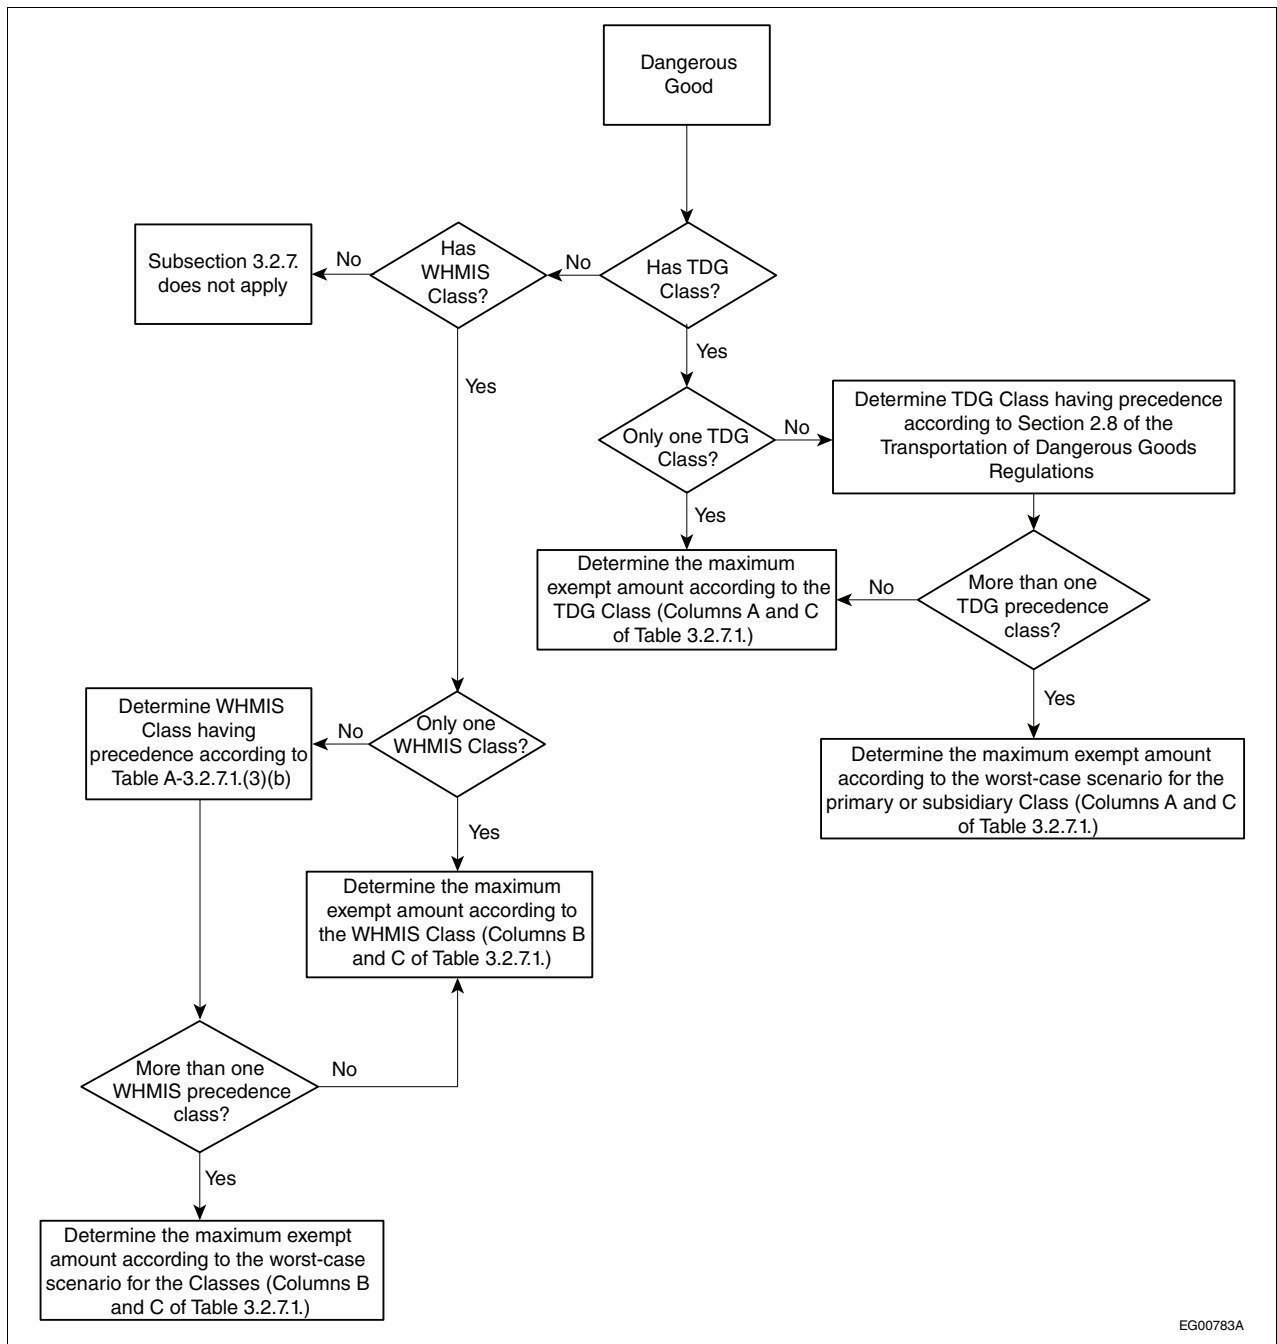 Dangerous
Good
Has
WHMIS
Class?
No
Subsection 3.2.7.
does not apply
No
Has TDG
Class?
Yes
Yes
Only one TDG
Class?
No
Determine TDG Class having precedence
according to Section 2.8 of the
Transportation of Dangerous Goods
Regulations
Yes
Determine the maximum
exempt amount according to the
TDG Class (Columns A and C
of Table 3.2.7.1.)
No
More than one
TDG precedence
class?
Yes
Determine the maximum exempt amount
according to the worst-case scenario for the
primary or subsidiary Class (Columns A and C
of Table 3.2.7.1.)
Determine WHMIS
Class having
precedence according to
Table A-3.2.7.1.(3)(b)
No
Only one
WHMIS Class?
Yes
Determine the maximum
exempt amount according to
the WHMIS Class (Columns B
and C of Table 3.2.7.1.)
More than one
WHMIS precedence
class?
No
Yes
Determine the maximum exempt
amount according to the worst-case
scenario for the Classes (Columns B
and C of Table 3.2.7.1.)
EG00783A